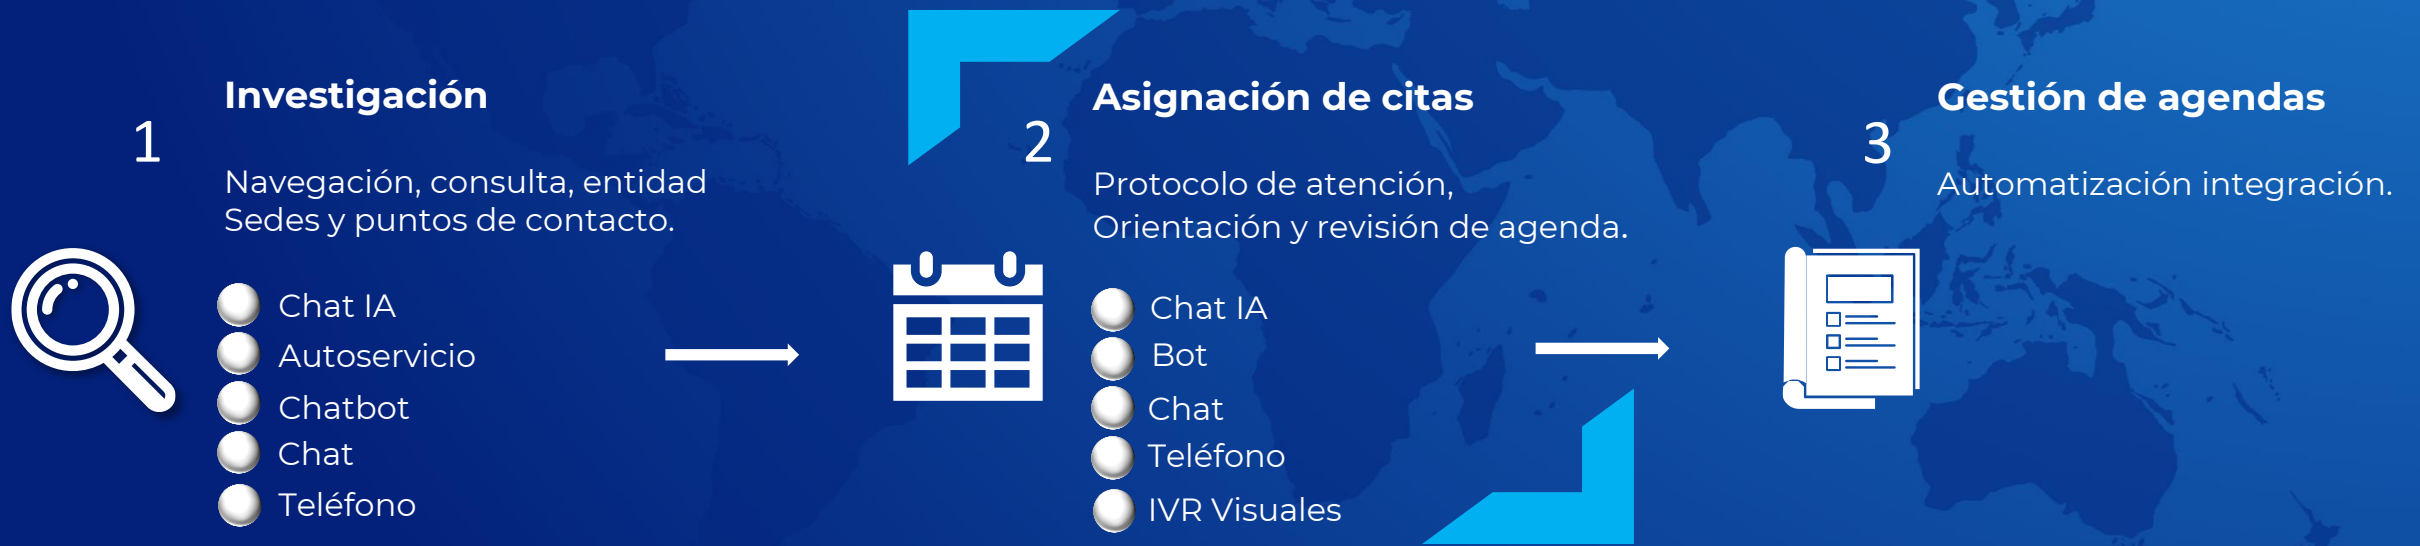 1
Investigación
Navegación, consulta, entidad
Sedes y puntos de contacto.
Chat IA
Autoservicio
Chatbot
Chat
Teléfono
2
Asignación de citas
Protocolo de atención,
Orientación y revisión de agenda.
Chat IA
Bot
Chat
Teléfono
IVR Visuales
3
Gestión de agendas
Automatización integración.